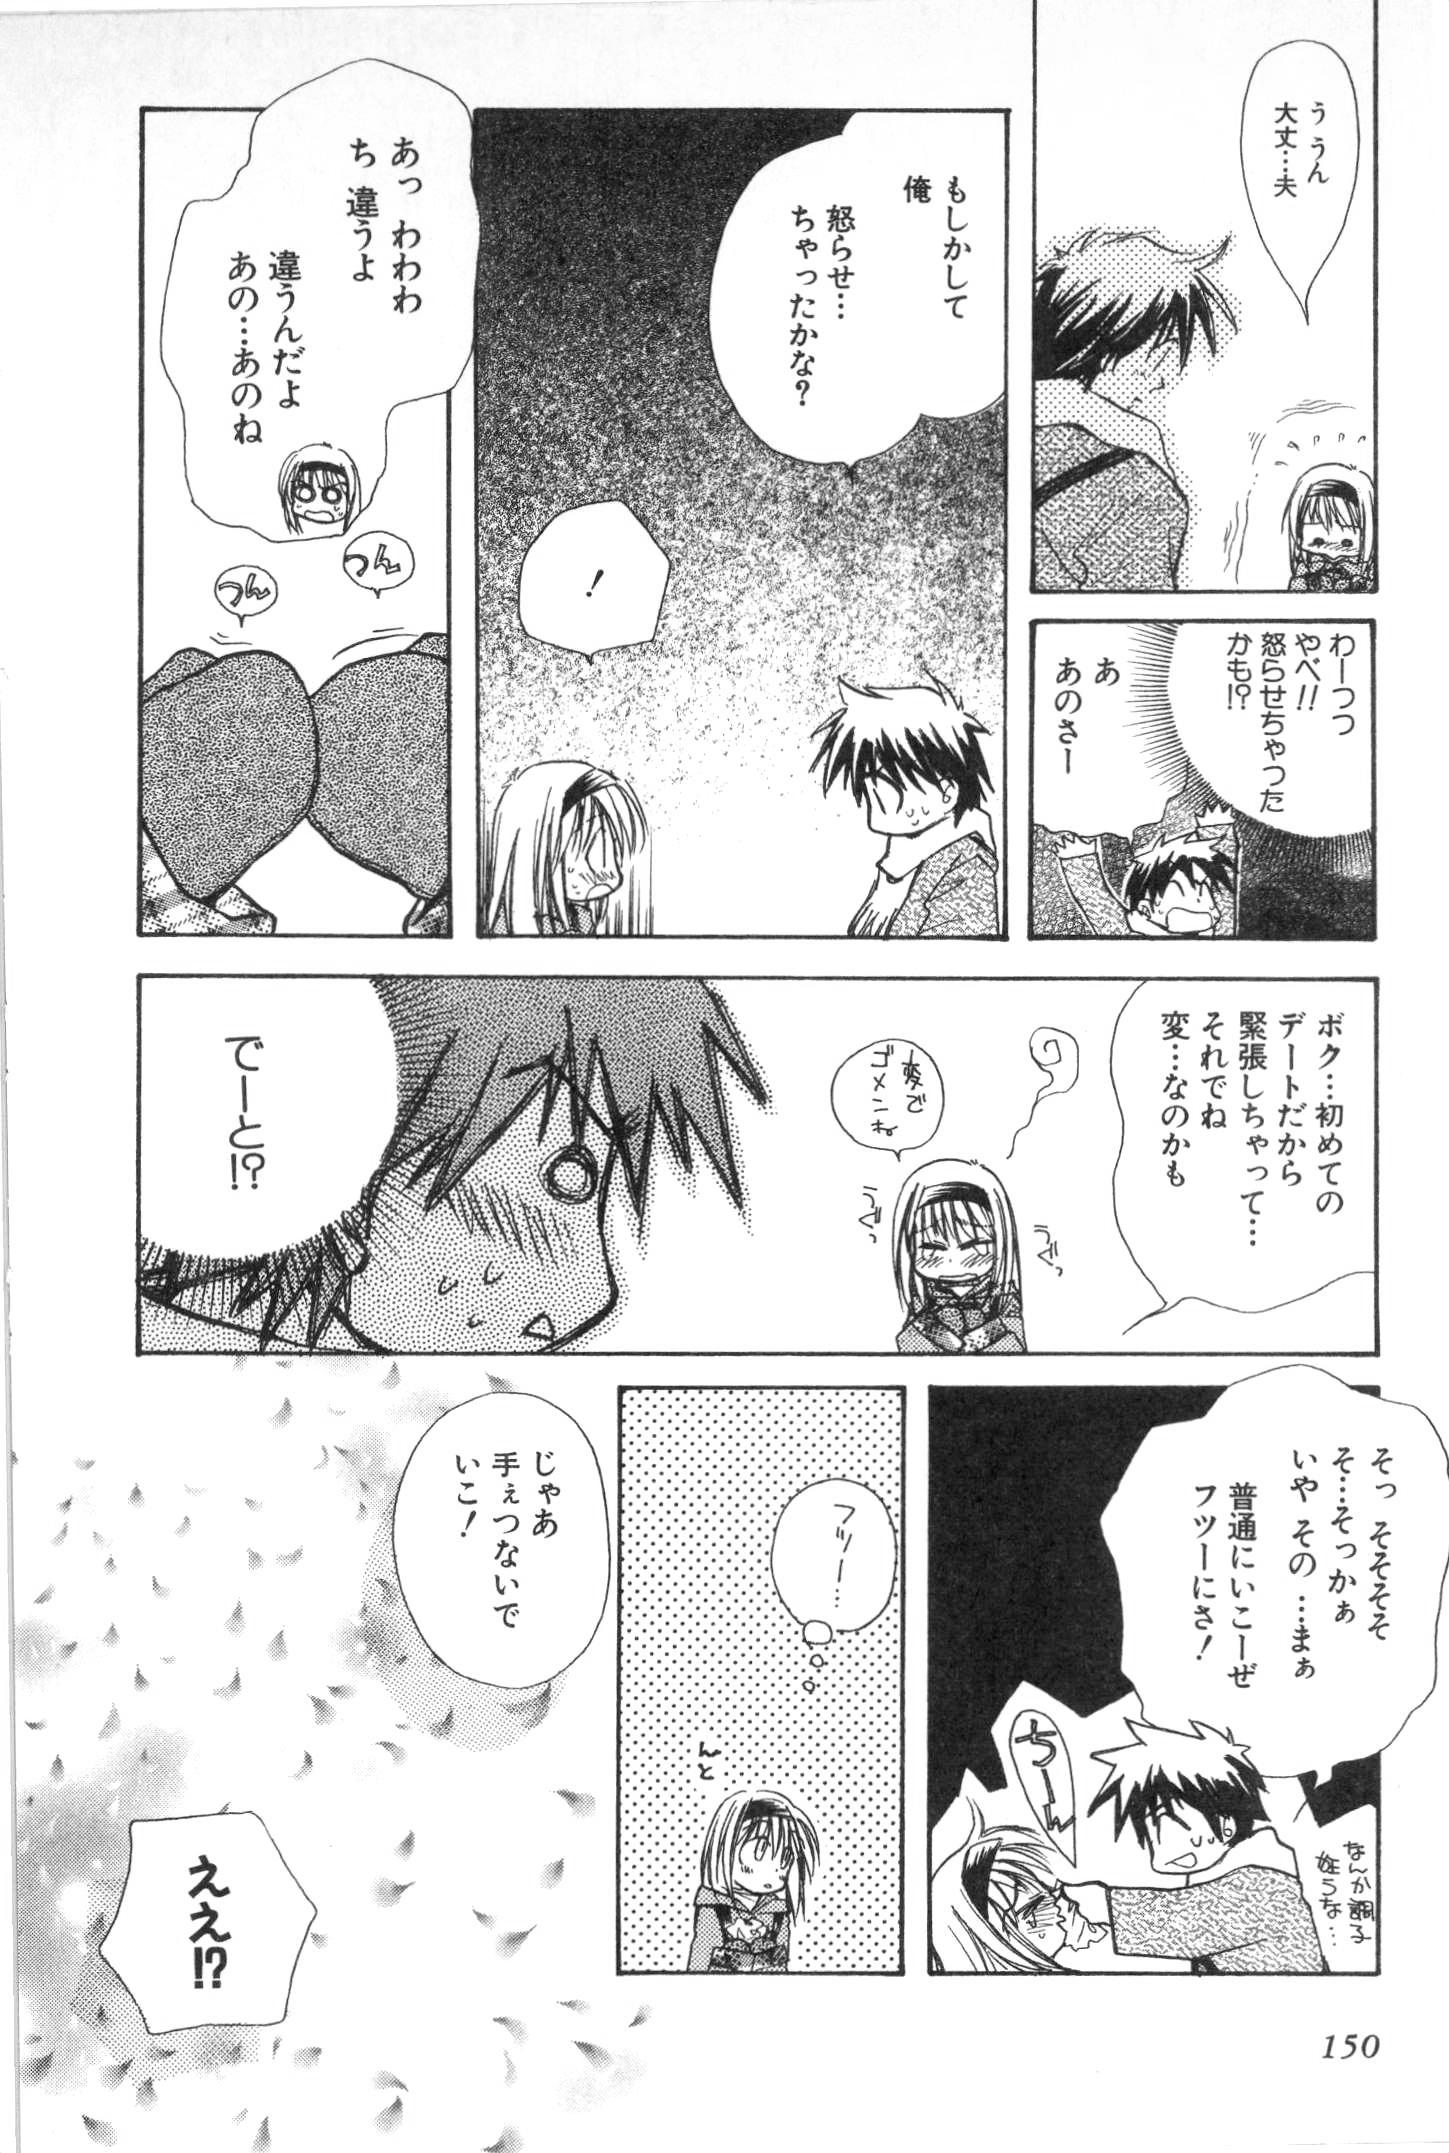 う うん
大丈…夫
わーっっ
やべ!!
怒らせちゃった
かも!?
あ
あのさー
もしかして
俺
怒らせ…
ちゃったかな?
!
あっ わわわ
ち 違うよ
違うんだよ
あの…あのね
つん
つん
ボク…初めての
デートだから
緊張しちゃって…
それでね
変…なのかも
変で
ゴメンね
でーと!?
そっ そそそそ
そ…そっかぁ
いや その …まぁ
普通にいこーぜ
フツーにさ!
ちーん
なんか調子
狂うな…
フツー…
んと
じゃあ
手ぇつないで
いこ!
ええ!?
150